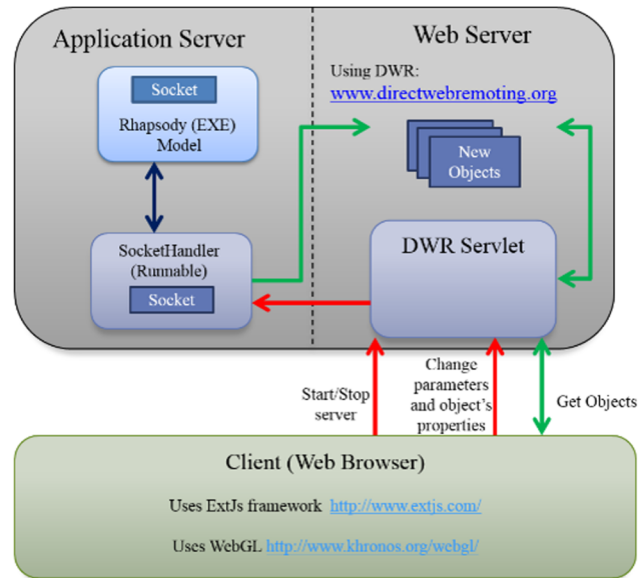 Application Server
Web Server
Socket
Rhapsody (EXE)
Model
Using DWR:
www.directwebremoting.org
New
Objects
SocketHandler
(Runnable)
Socket
DWR Servlet
Start/Stop
server
Change
parameters
and object's
properties
Get Objects
Client (Web Browser)
Uses ExtJs framework http://www.extjs.com/
Uses WebGL http://www.khronos.org/webgl/